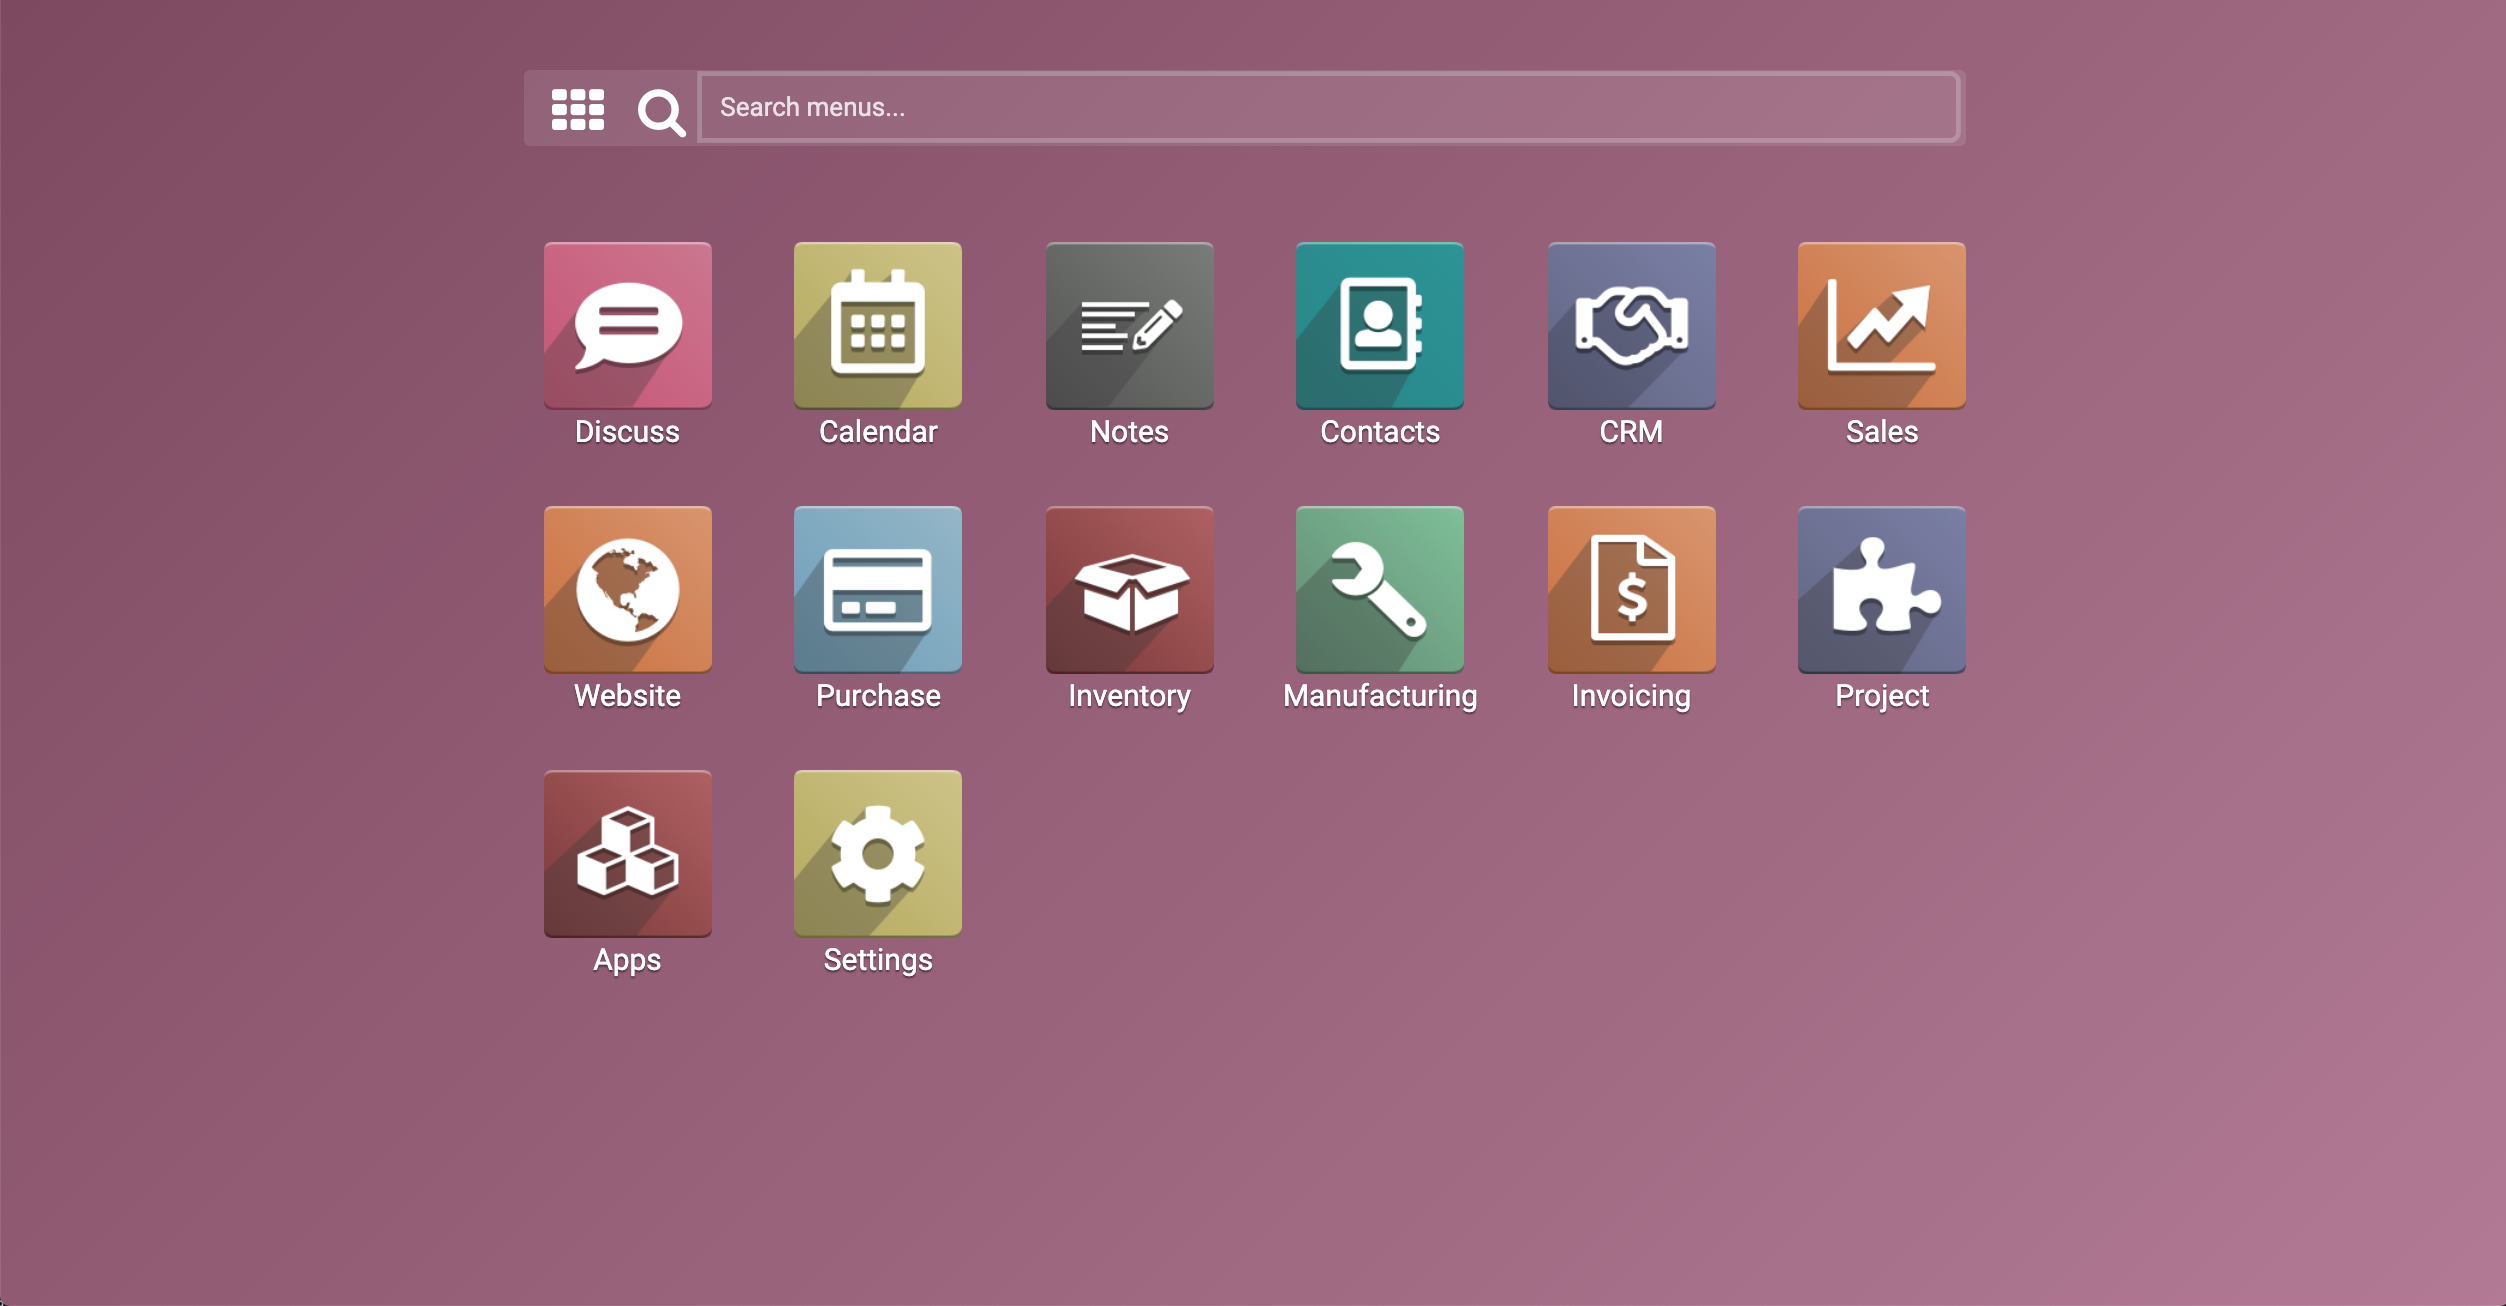 Search menus...
Discuss
Calendar
Notes
Contacts
CRM
Sales
Website
Purchase
Inventory
Manufacturing
Invoicing
Project
Apps
Settings